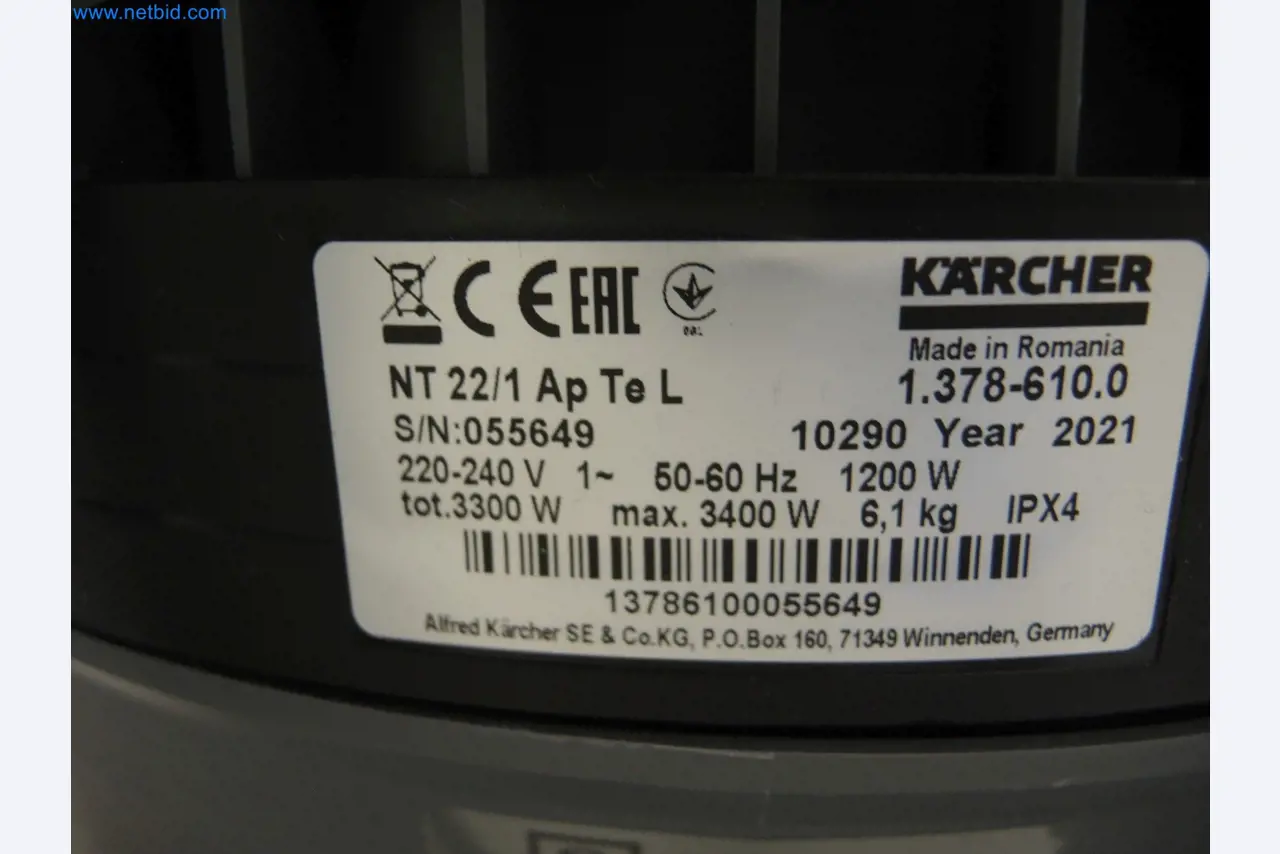 www.netbid.com
CE EAC
KÄRCHER
Made in Romania
NT 22/1 Ap Te L 1.378-610.0
S/N:055649 10290 Year 2021
220-240 V 1~ 50-60 Hz 1200 W
tot.3300 W max. 3400 W 6,1 kg IPX4
13786100055649
Alfred Kärcher SE & Co.KG, P.O.Box 160, 71349 Winnenden, Germany